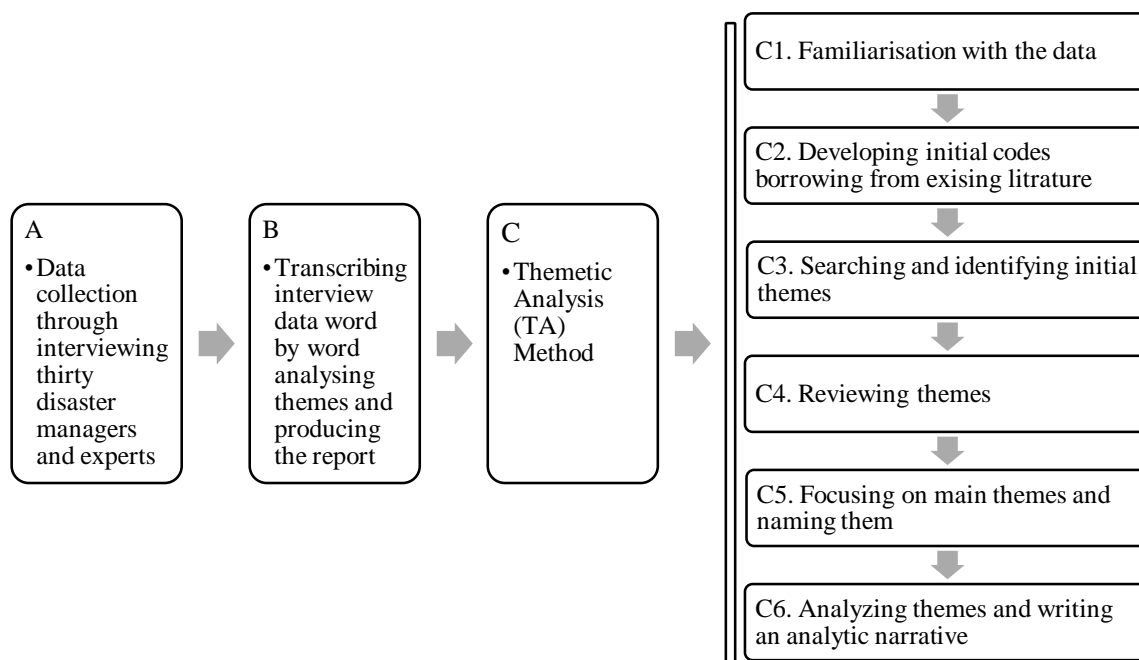 A
•Data
collection
through
interviewing
thirty
disaster
managers
and experts
B
•Transcribing
interview
data word
by word
analysing
themes and
producing
the report
C
•Themetic
Analysis
(TA)
Method
C1. Familiarisation with the data
C2. Developing initial codes
borrowing from exising litrature
C3. Searching and identifying initial
themes
C4. Reviewing themes
C5. Focusing on main themes and
naming them
C6. Analyzing themes and writing
an analytic narrative